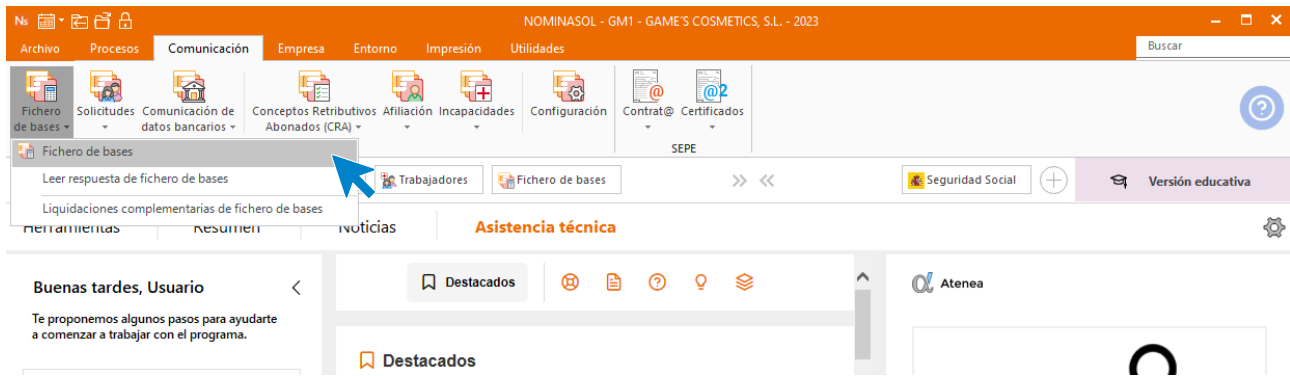 Ns NOMINASOL - GM1 - GAME'S COSMETICS, S.L. - 2023
Archivo Procesos Comunicación Empresa Entorno Impresión Utilidades Buscar
Fichero de bases
Solicitudes
Comunicación de datos bancarios
Conceptos Retributivos Abonados (CRA)
Afiliación
Incapacidades
Configuración
Contrat@
Certificados
SEPE
Fichero de bases
Leer respuesta de fichero de bases
Liquidaciones complementarias de fichero de bases
Trabajadores
Fichero de bases
Seguridad Social
Versión educativa
Herramientas Resumen Noticias Asistencia técnica
Buenas tardes, Usuario
Te proponemos algunos pasos para ayudarte
a comenzar a trabajar con el programa.
Destacados
Destacados
Atenea